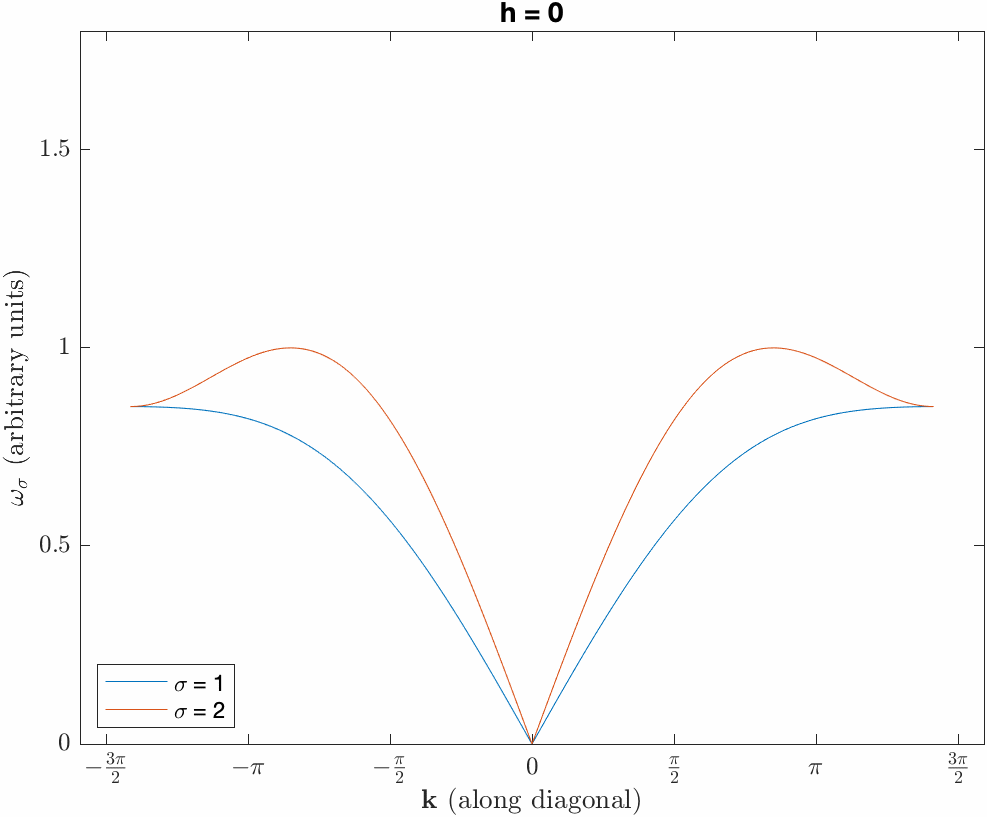 h = 0
ω_σ (arbitrary units)
1.5
1
0.5
0
σ = 1
σ = 2
−3π/2 −π −π/2 0 π/2 π 3π/2
k (along diagonal)